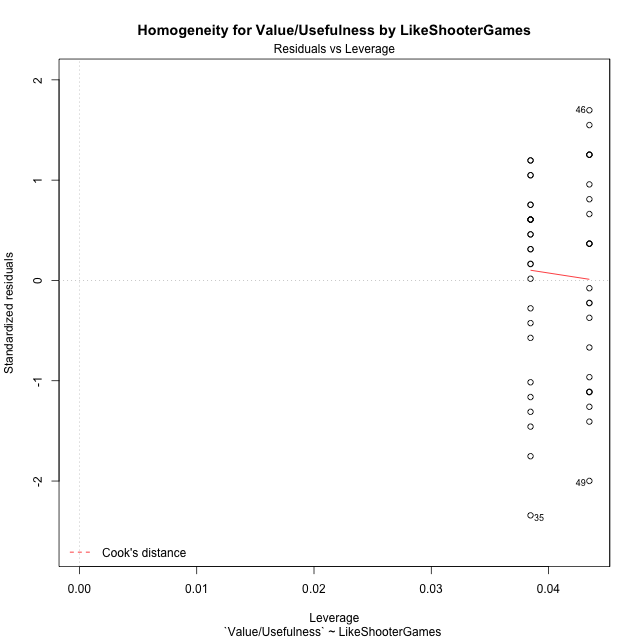 Homogeneity for Value/Usefulness by LikeShooterGames
Residuals vs Leverage
Standardized residuals
2
1
0
-1
-2
46
49
35
Cook's distance
0.00 0.01 0.02 0.03 0.04
Leverage
`Value/Usefulness` ~ LikeShooterGames